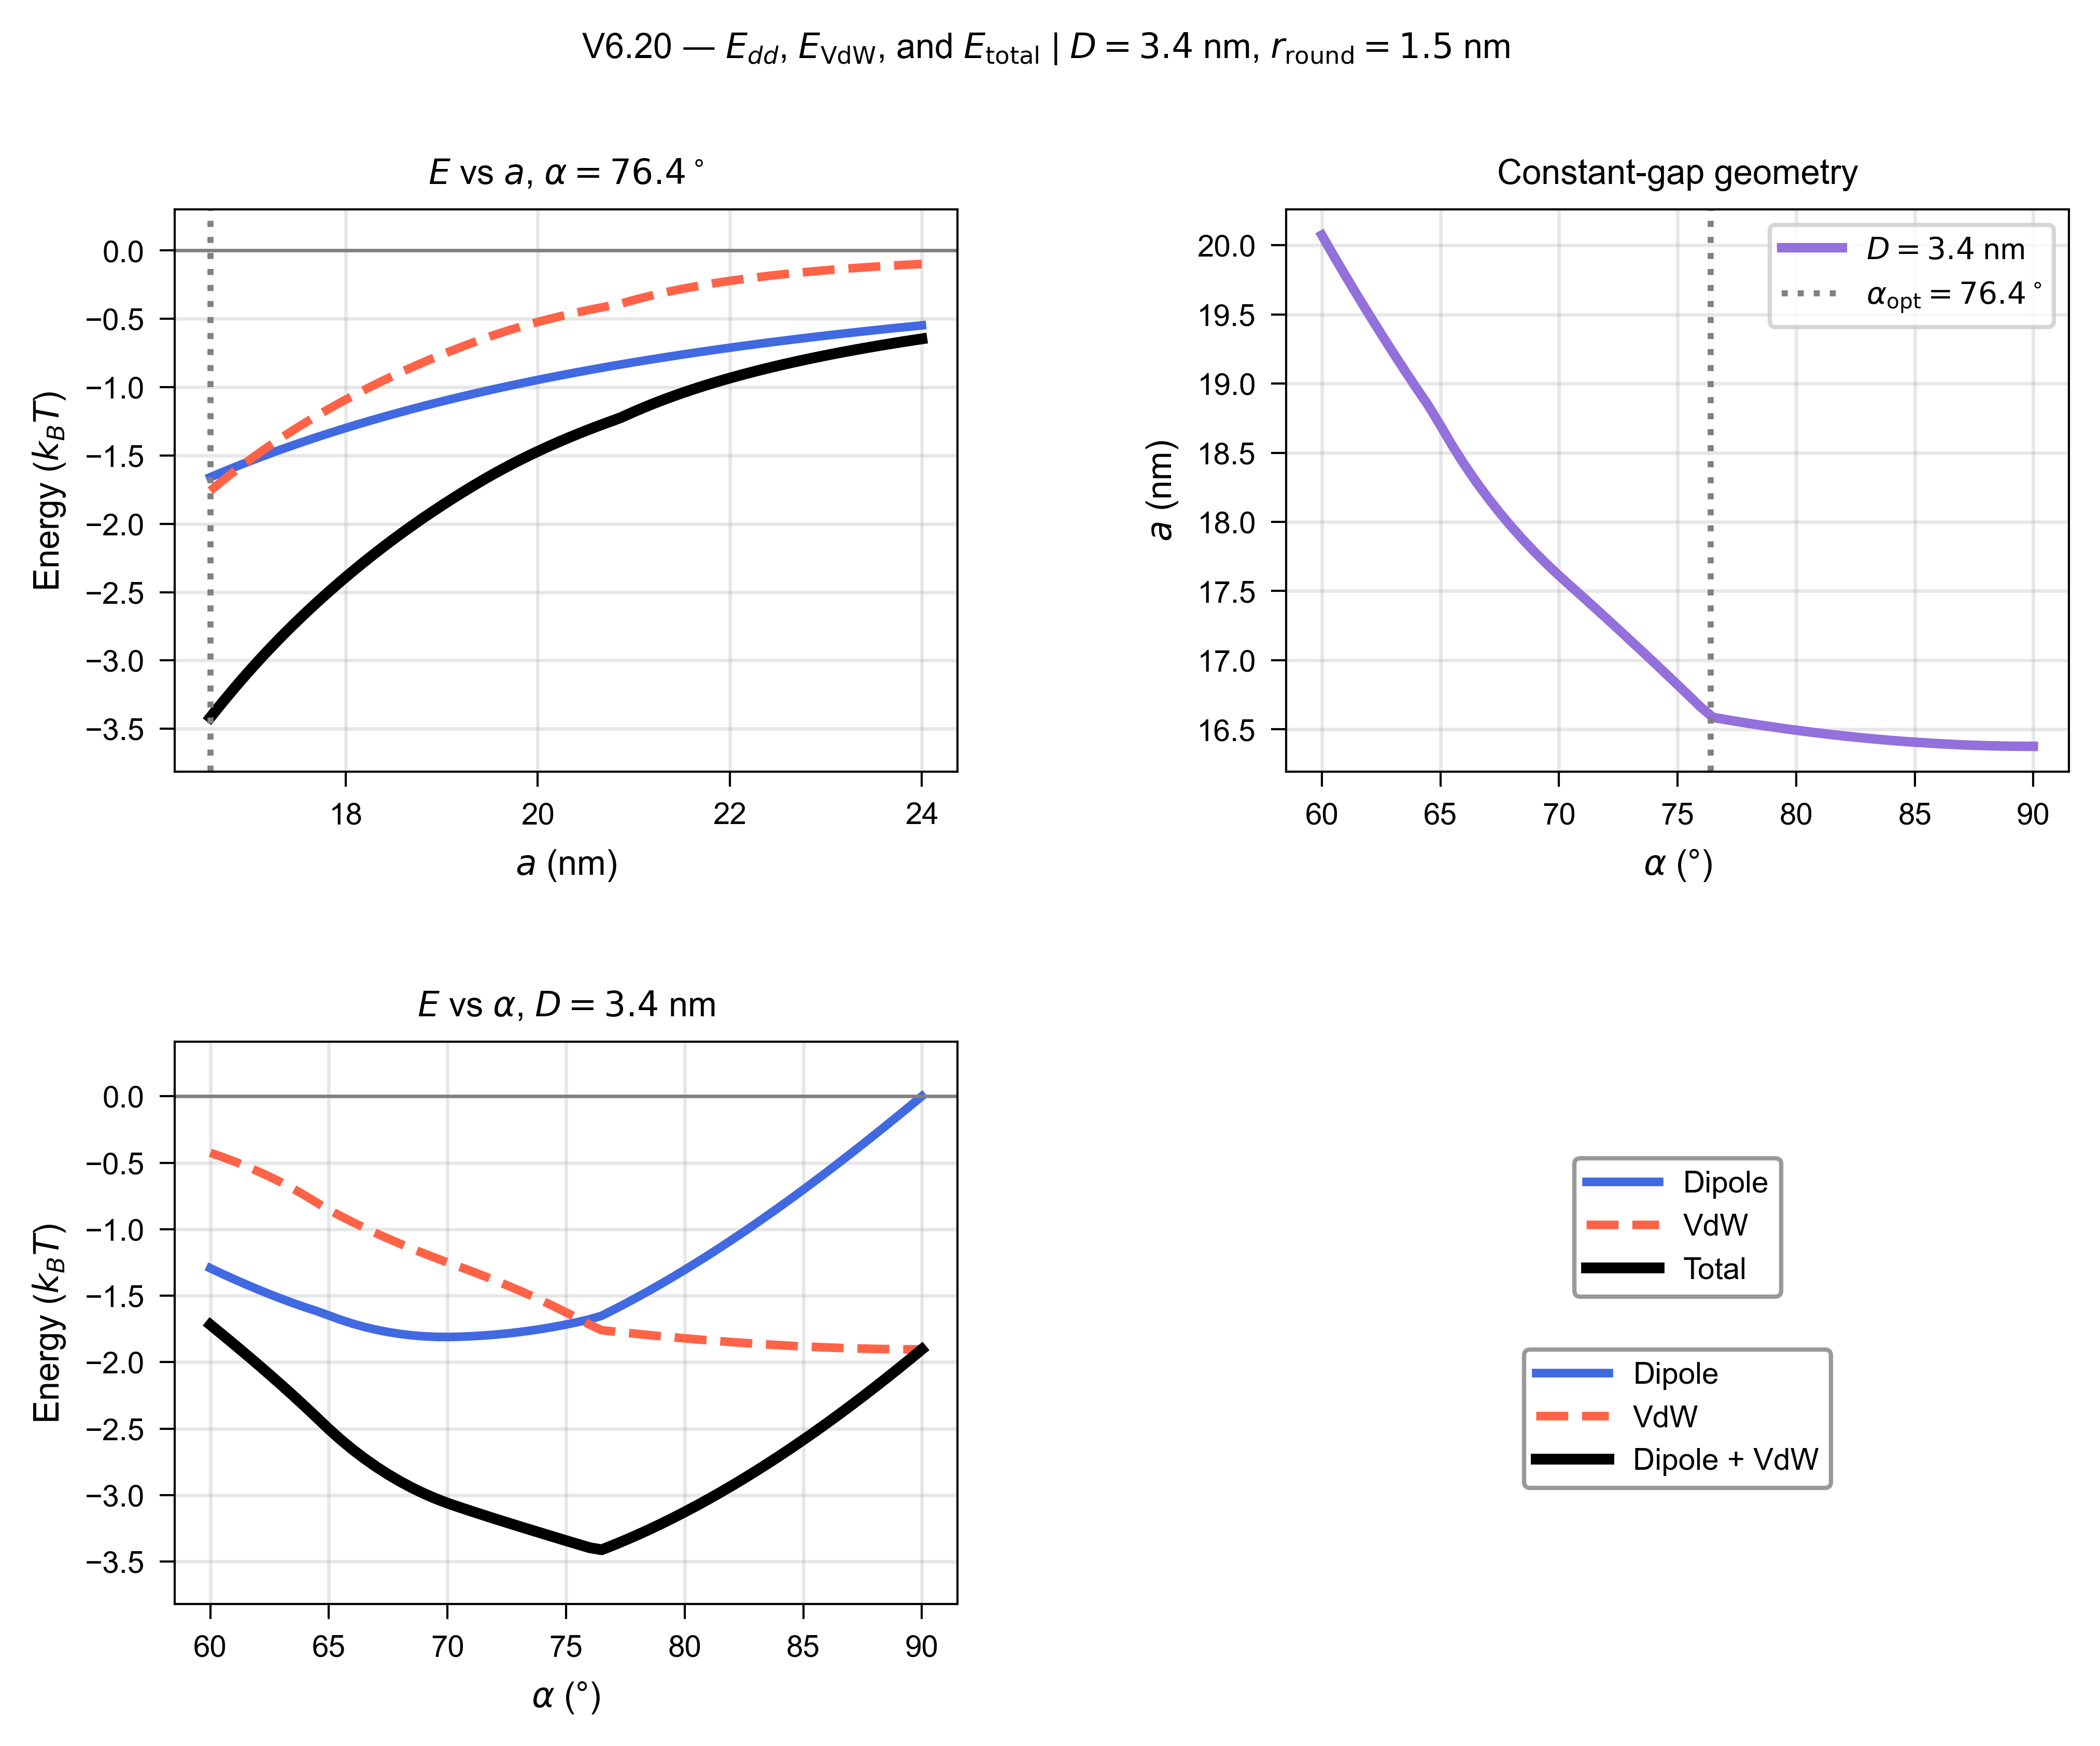 V6.20 — E_dd, E_VdW, and E_total | D = 3.4 nm, r_round = 1.5 nm
E vs a, α = 76.4°
0.0
−0.5
−1.0
−1.5
−2.0
−2.5
−3.0
−3.5
Energy (k_BT)
18 20 22 24
a (nm)
Constant-gap geometry
20.0
19.5
19.0
18.5
18.0
17.5
17.0
16.5
a (nm)
D = 3.4 nm
α_opt = 76.4°
60 65 70 75 80 85 90
α (°)
E vs α, D = 3.4 nm
0.0
−0.5
−1.0
−1.5
−2.0
−2.5
−3.0
−3.5
Energy (k_BT)
60 65 70 75 80 85 90
α (°)
Dipole
VdW
Total
Dipole
VdW
Dipole + VdW